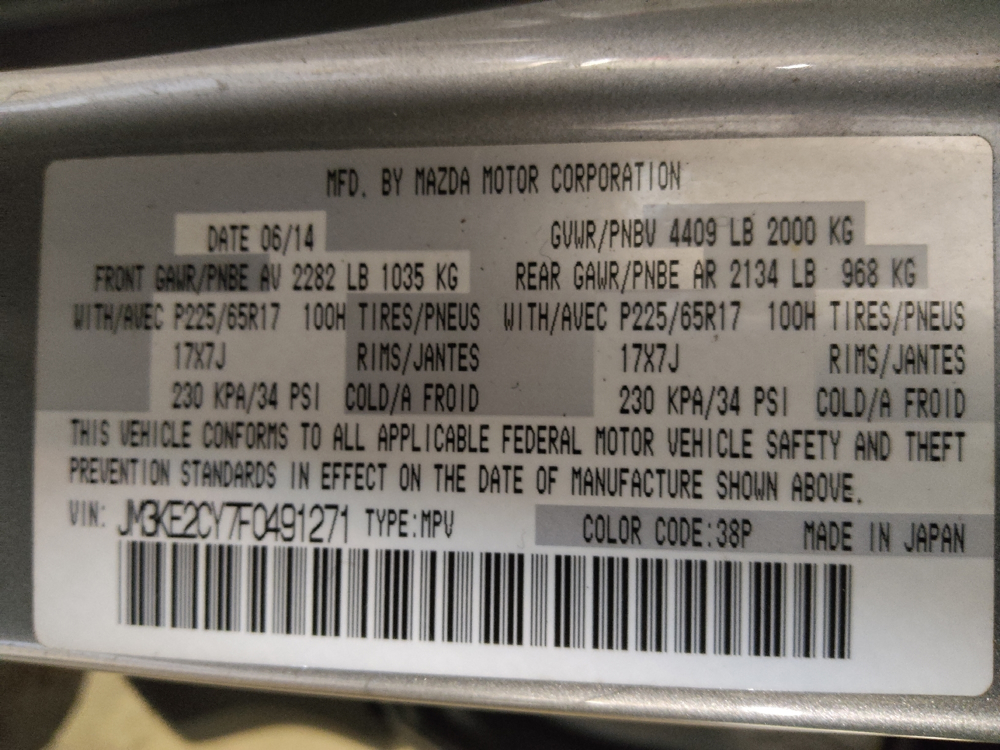 MFD. BY MAZDA MOTOR CORPORATION
DATE 06/14 GVWR/PNBV 4409 LB 2000 KG
FRONT GAWR/PNBE AV 2282 LB 1035 KG REAR GAWR/PNBE AR 2134 LB 968 KG
WITH/AVEC P225/65R17 100H TIRES/PNEUS WITH/AVEC P225/65R17 100H TIRES/PNEUS
17X7J RIMS/JANTES 17X7J RIMS/JANTES
230 KPA/34 PSI COLD/A FROID 230 KPA/34 PSI COLD/A FROID
THIS VEHICLE CONFORMS TO ALL APPLICABLE FEDERAL MOTOR VEHICLE SAFETY AND THEFT
PREVENTION STANDARDS IN EFFECT ON THE DATE OF MANUFACTURE SHOWN ABOVE.
VIN: JM3KE2CY7F0491271 TYPE:MPV COLOR CODE:38P MADE IN JAPAN